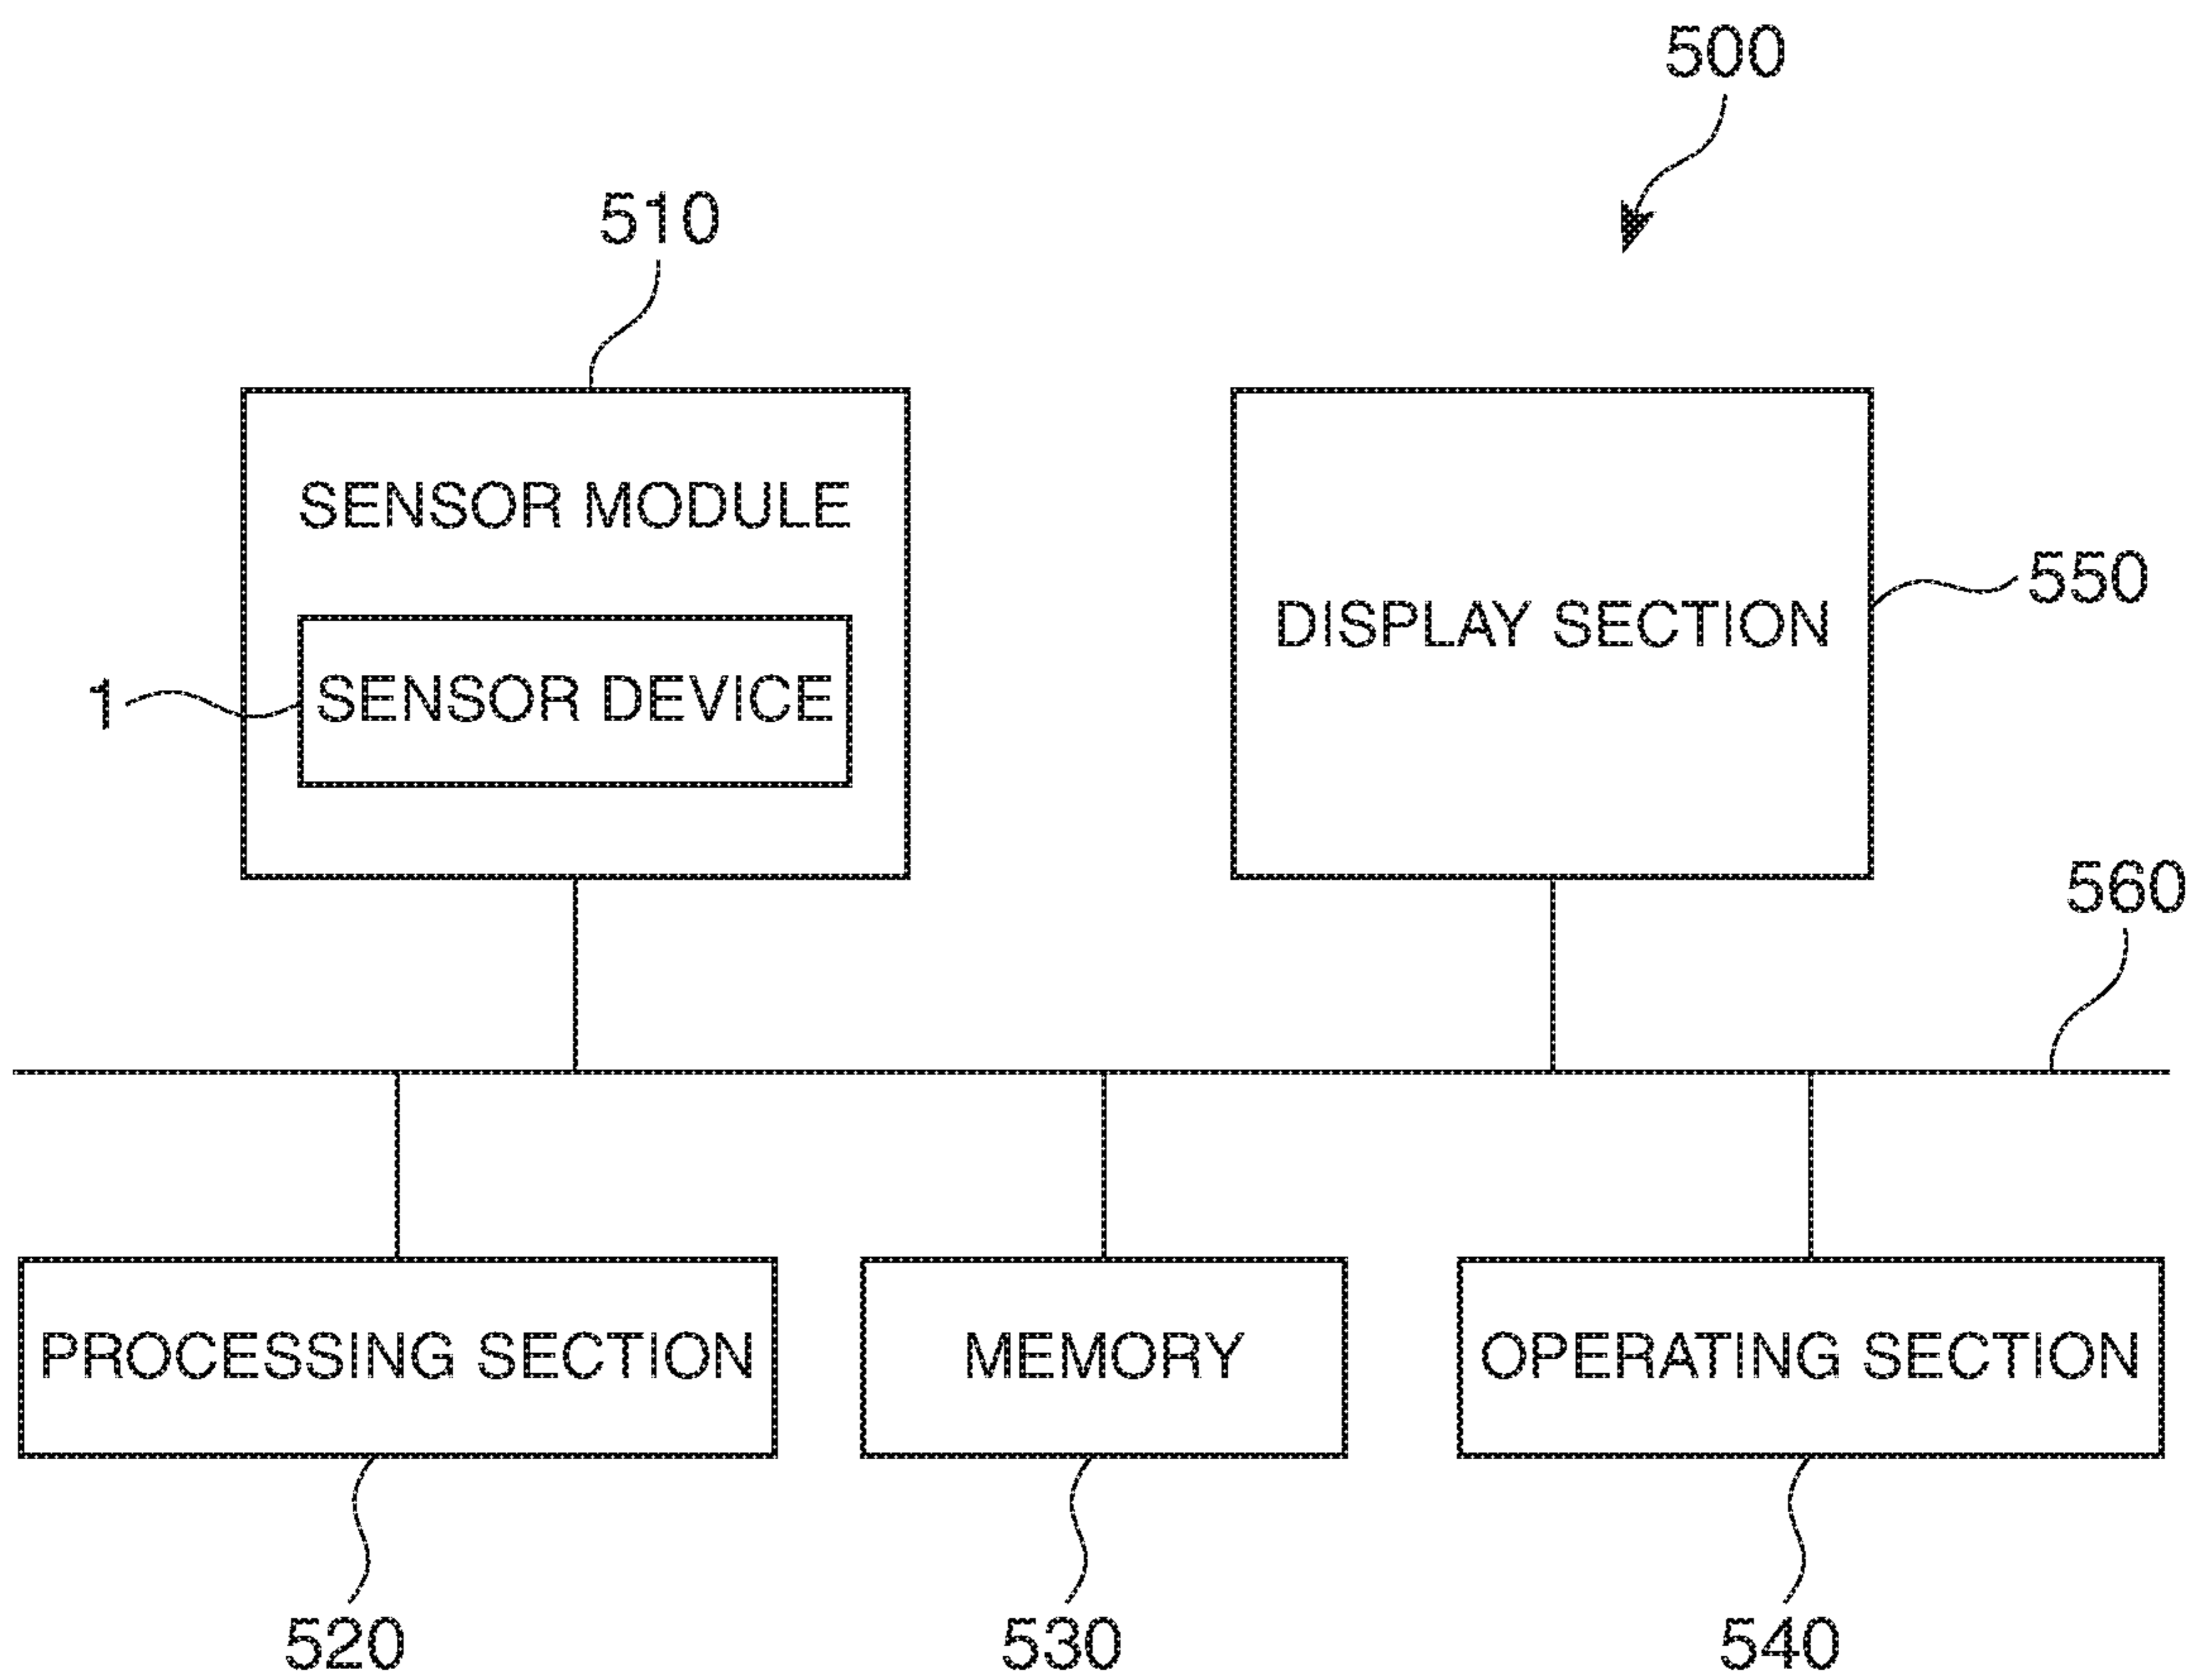 500
510
SENSOR MODULE
DISPLAY SECTION
550
1
SENSOR DEVICE
560
PROCESSING SECTION
MEMORY
OPERATING SECTION
520
530
540